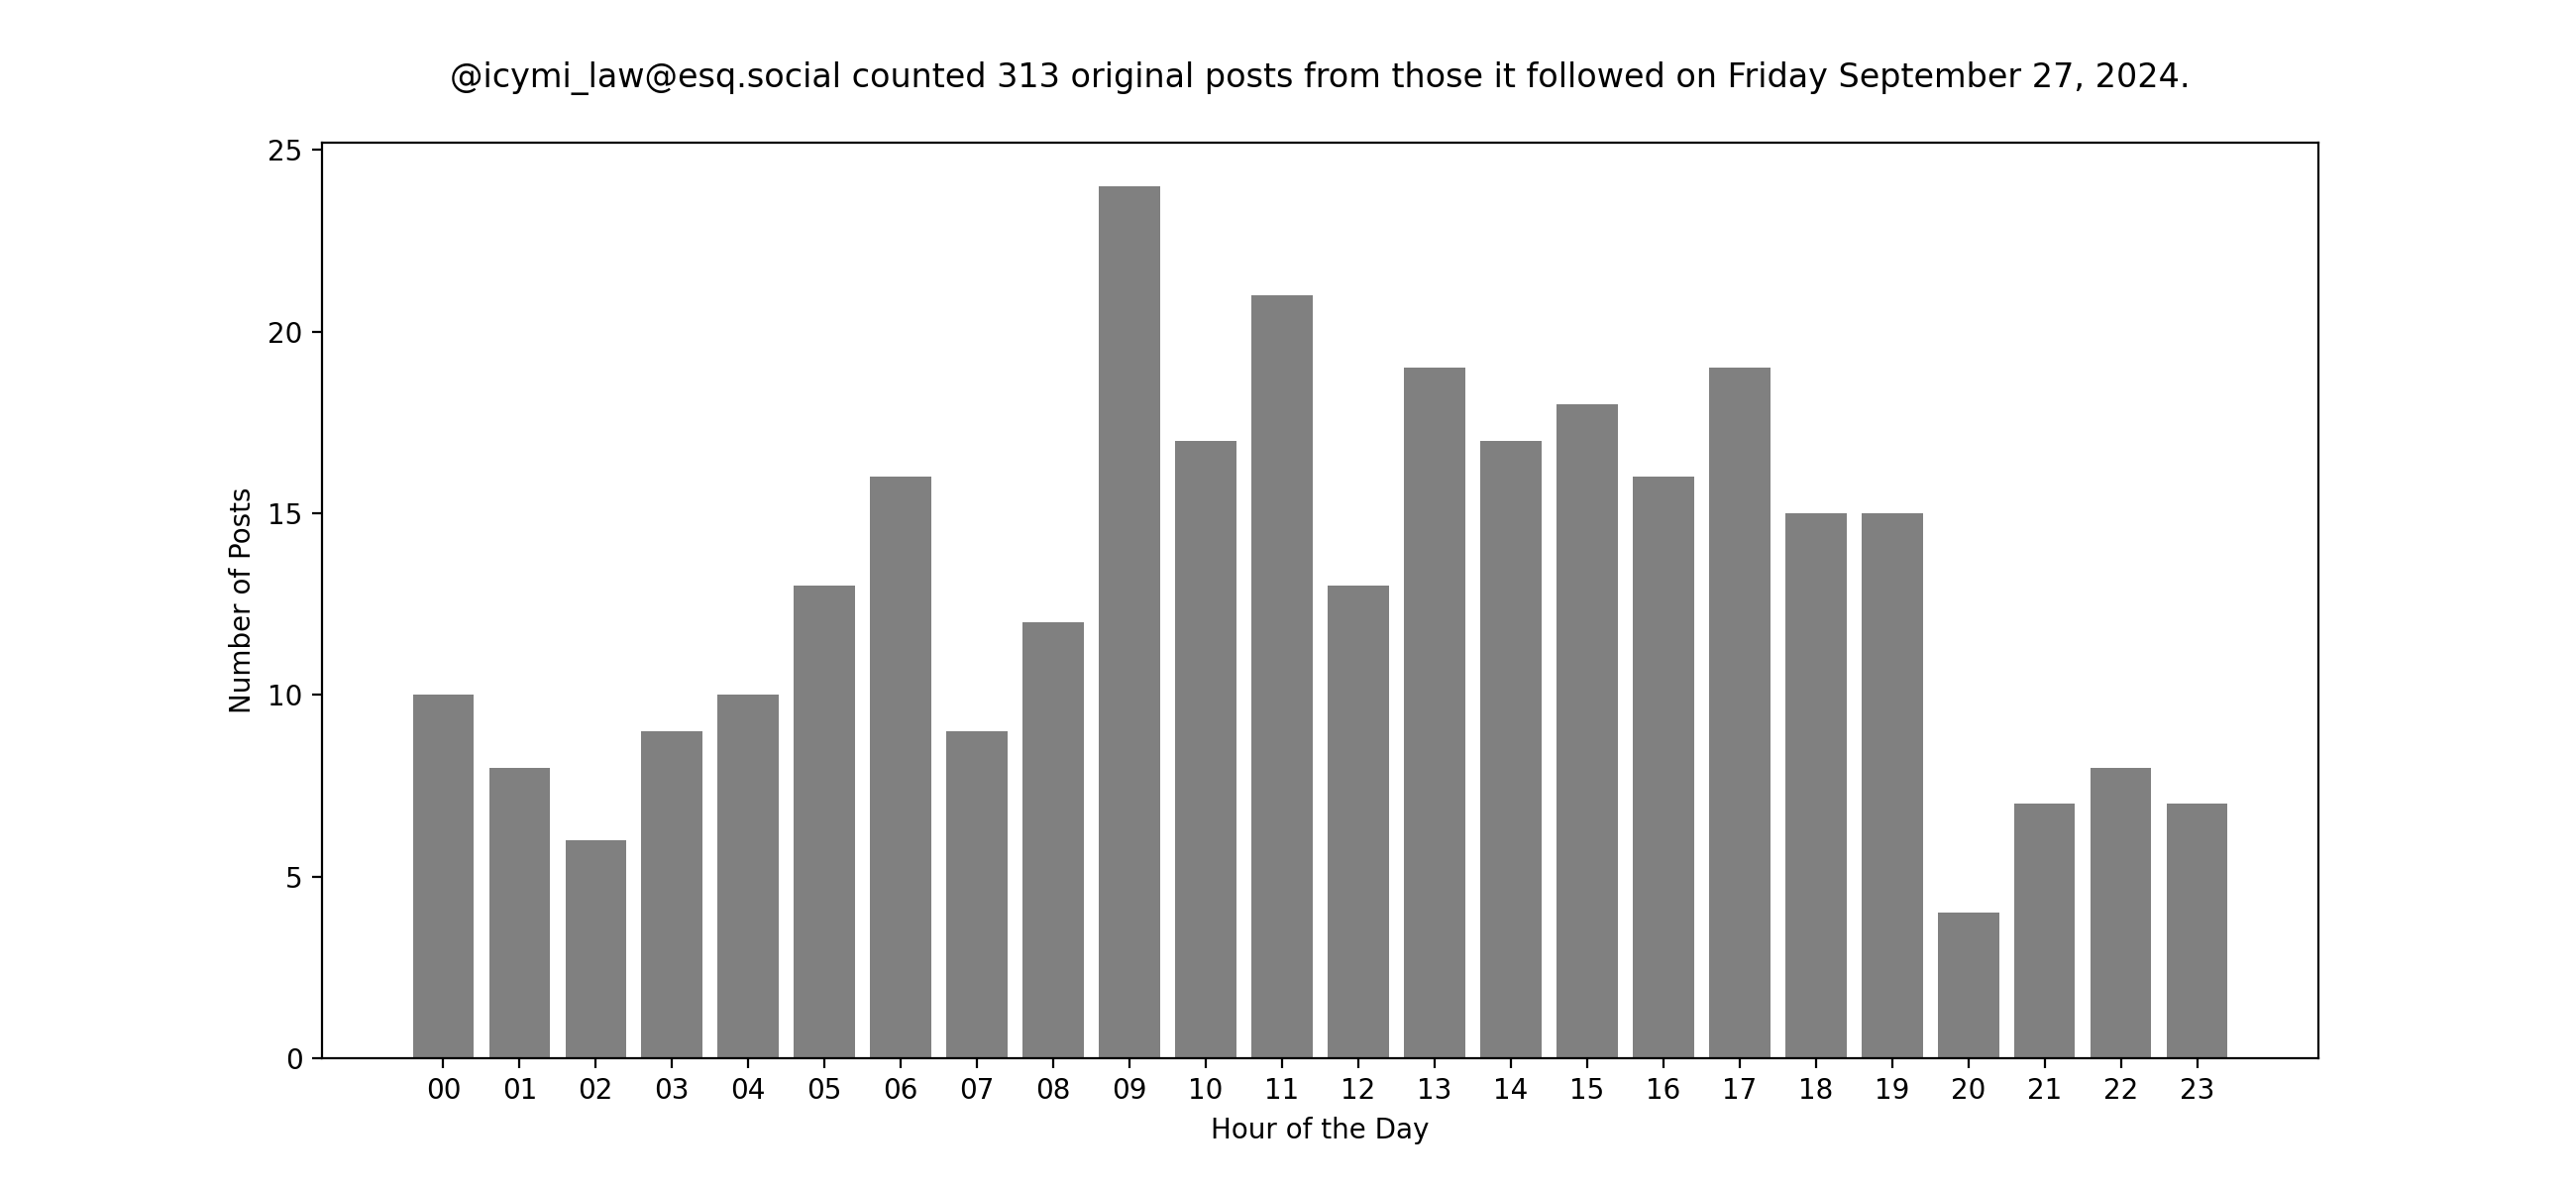 @icymi_law@esq.social counted 313 original posts from those it followed on Friday September 27, 2024.
25
20
15
10
5
0
Number of Posts
00 01 02 03 04 05 06 07 08 09 10 11 12 13 14 15 16 17 18 19 20 21 22 23
Hour of the Day